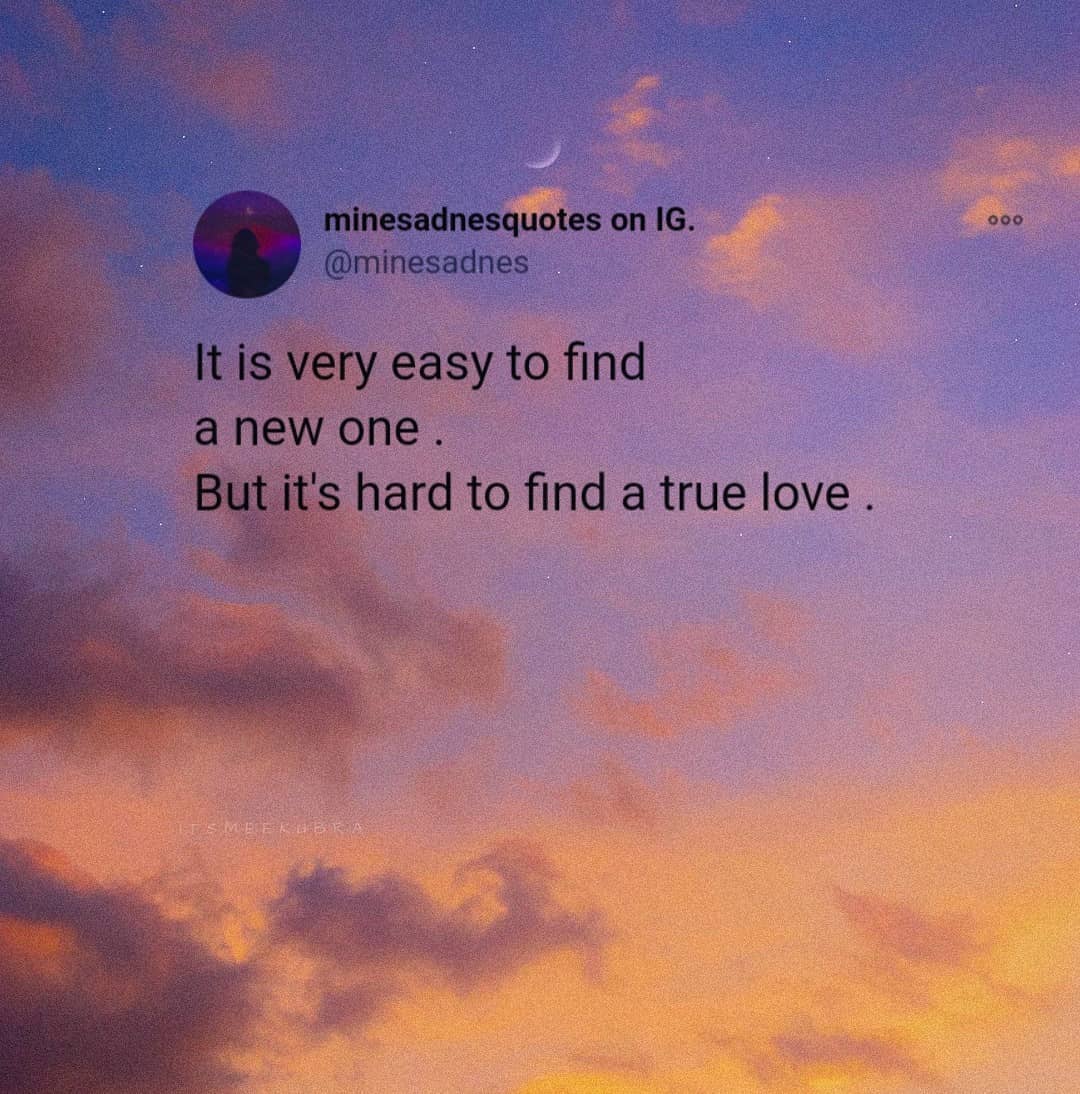 minesadnesquotes on IG.
@minesadnes
It is very easy to find
a new one .
But it's hard to find a true love .
ITSMEEKUBRA